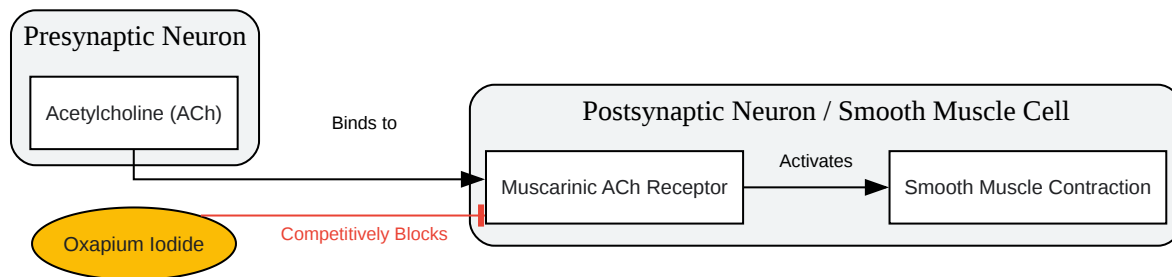 Presynaptic Neuron
Acetylcholine (ACh)
Binds to
Postsynaptic Neuron / Smooth Muscle Cell
Muscarinic ACh Receptor
Activates
Smooth Muscle Contraction
Oxapium Iodide
Competitively Blocks